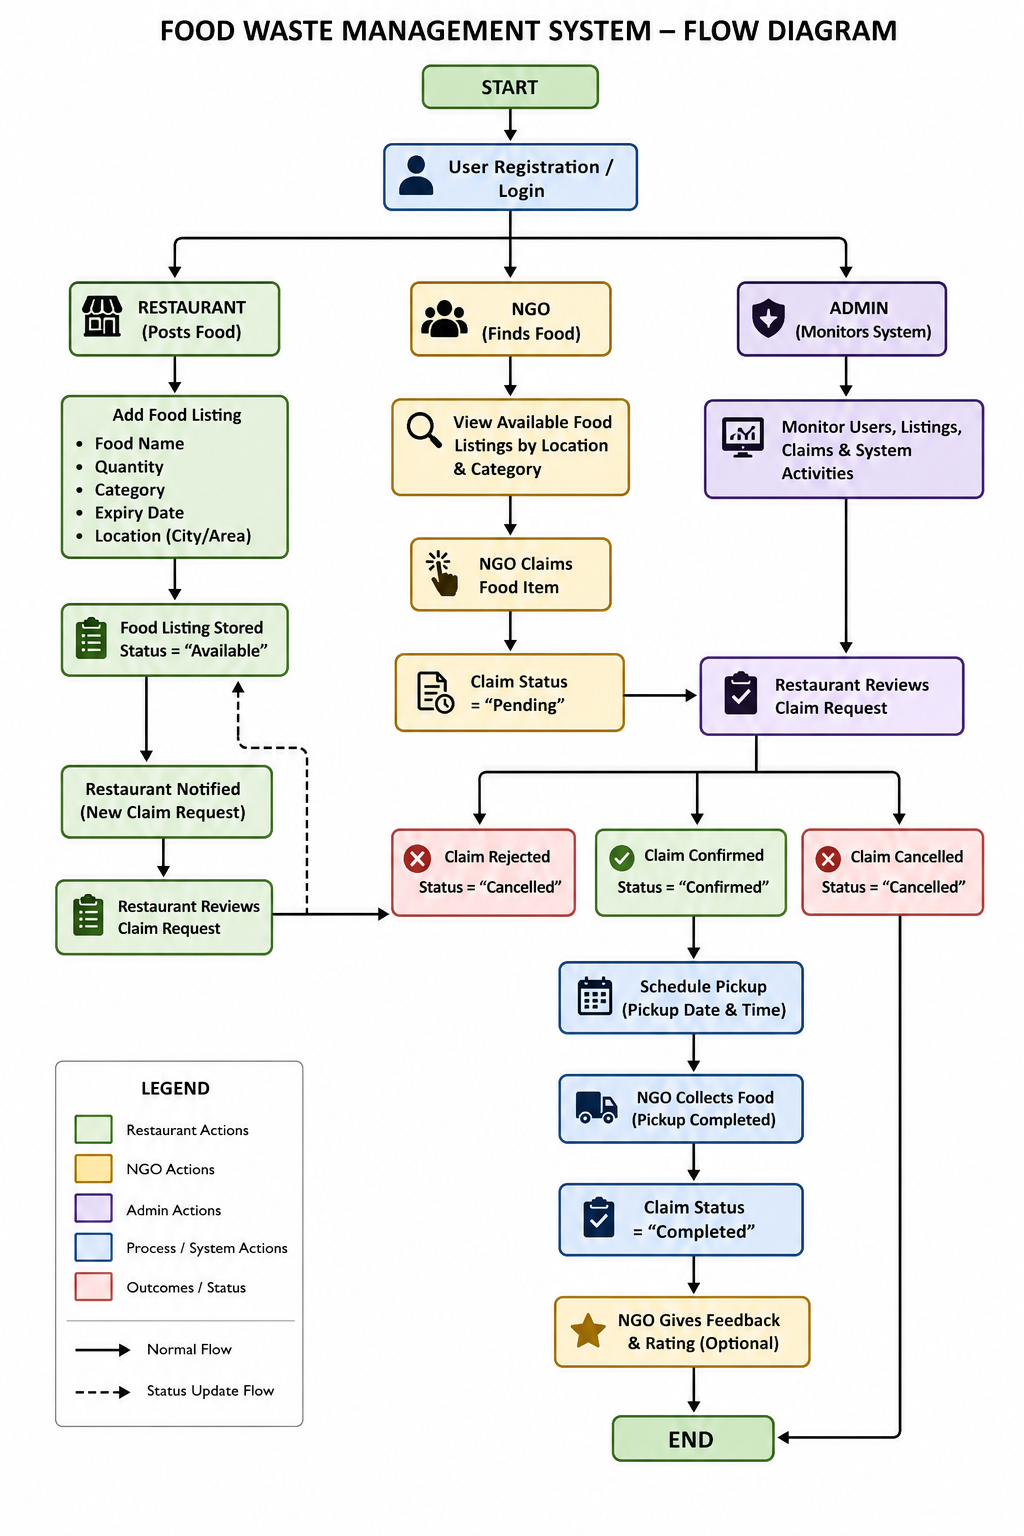 FOOD WASTE MANAGEMENT SYSTEM – FLOW DIAGRAM
START
User Registration /
Login
RESTAURANT
(Posts Food)
NGO
(Finds Food)
ADMIN
(Monitors System)
Add Food Listing
• Food Name
• Quantity
• Category
• Expiry Date
• Location (City/Area)
View Available Food
Listings by Location
& Category
Monitor Users, Listings,
Claims & System
Activities
NGO Claims
Food Item
Food Listing Stored
Status = “Available”
Claim Status
= “Pending”
Restaurant Reviews
Claim Request
Restaurant Notified
(New Claim Request)
Restaurant Reviews
Claim Request
Claim Rejected
Status = “Cancelled”
Claim Confirmed
Status = “Confirmed”
Claim Cancelled
Status = “Cancelled”
Schedule Pickup
(Pickup Date & Time)
NGO Collects Food
(Pickup Completed)
Claim Status
= “Completed”
NGO Gives Feedback
& Rating (Optional)
END
LEGEND
Restaurant Actions
NGO Actions
Admin Actions
Process / System Actions
Outcomes / Status
Normal Flow
Status Update Flow